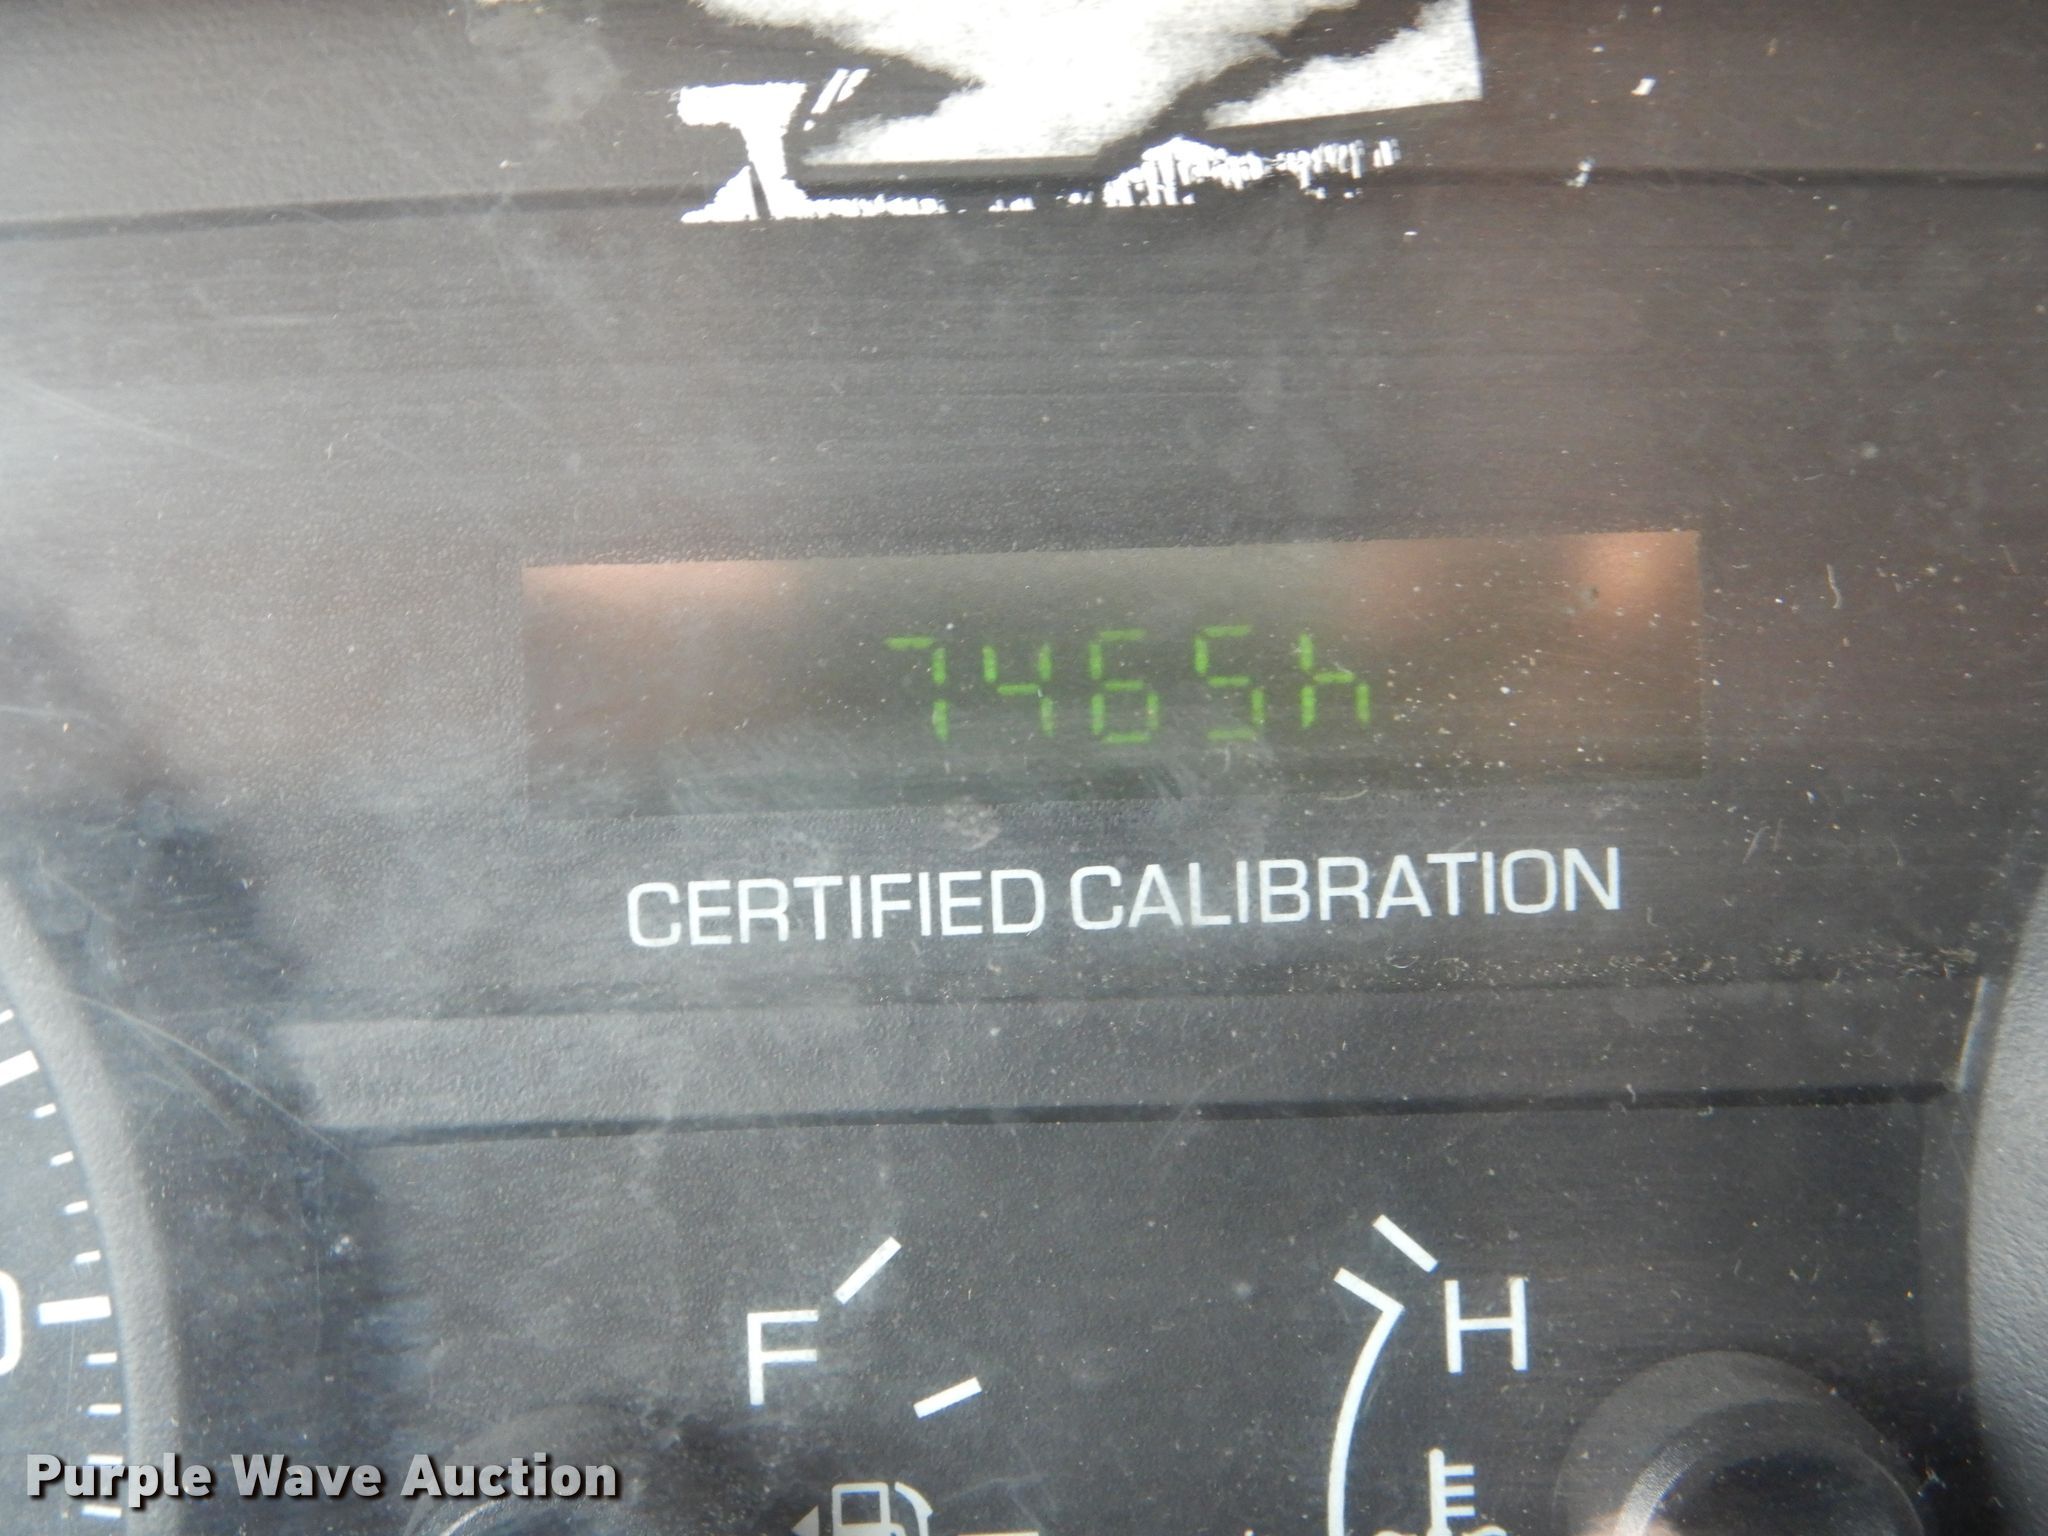 7465h
CERTIFIED CALIBRATION
F
H
Purple Wave Auction